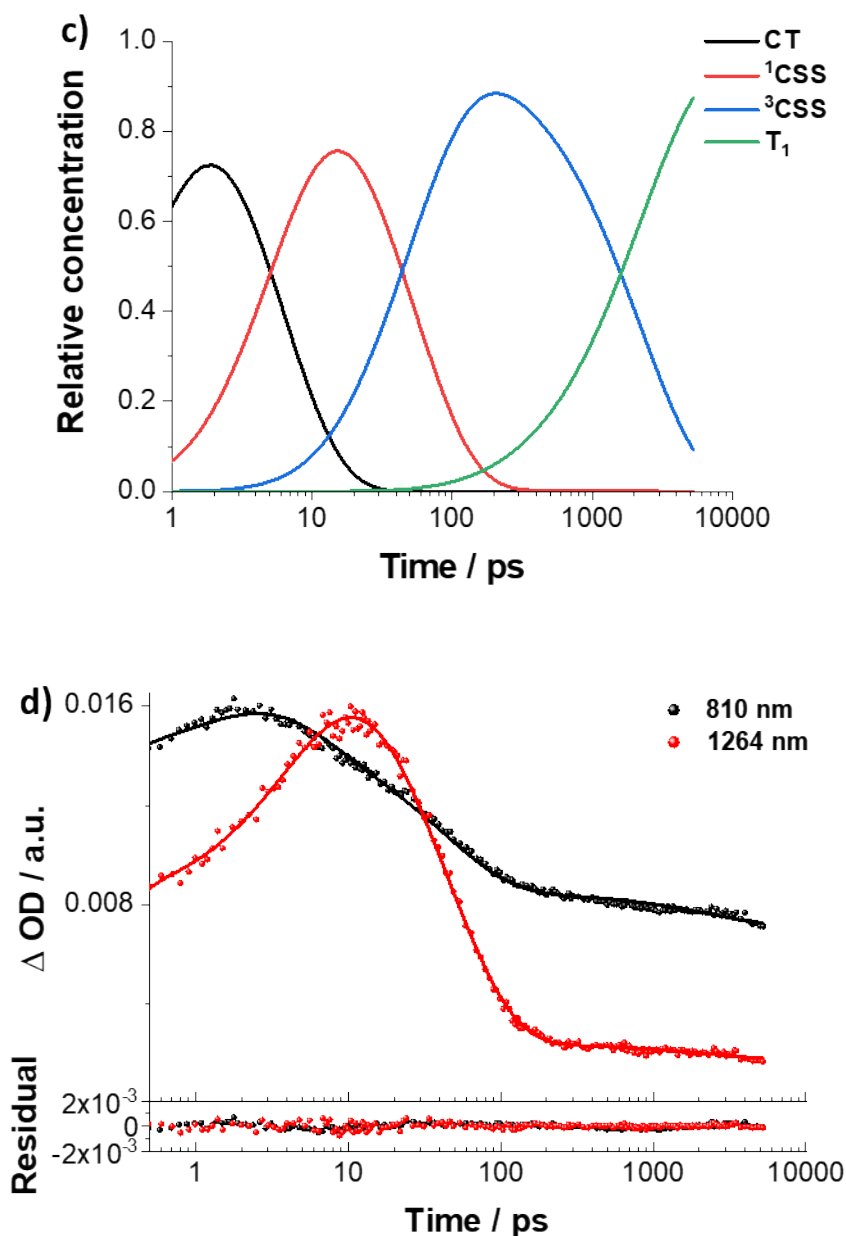 c)
CT
¹CSS
³CSS
T₁
1.0
0.8
0.6
0.4
0.2
0.0
Relative concentration
1 10 100 1000 10000
Time / ps
d)
810 nm
1264 nm
0.016
0.008
Δ OD / a.u.
2x10⁻³
0
-2x10⁻³
Residual
1 10 100 1000 10000
Time / ps